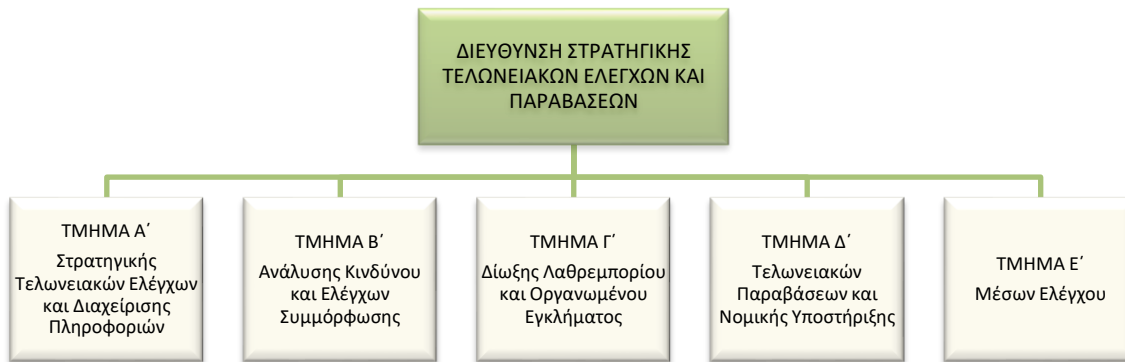 ΔΙΕΥΘΥΝΣΗ ΣΤΡΑΤΗΓΙΚΗΣ
ΤΕΛΩΝΕΙΑΚΩΝ ΕΛΕΓΧΩΝ ΚΑΙ
ΠΑΡΑΒΑΣΕΩΝ
ΤΜΗΜΑ Α΄
Στρατηγικής
Τελωνειακών Ελέγχων
και Διαχείρισης
Πληροφοριών
ΤΜΗΜΑ Β΄
Ανάλυσης Κινδύνου
και Ελέγχων
Συμμόρφωσης
ΤΜΗΜΑ Γ΄
Δίωξης Λαθρεμπορίου
και Οργανωμένου
Εγκλήματος
ΤΜΗΜΑ Δ΄
Τελωνειακών
Παραβάσεων και
Νομικής Υποστήριξης
ΤΜΗΜΑ Ε΄
Μέσων Ελέγχου